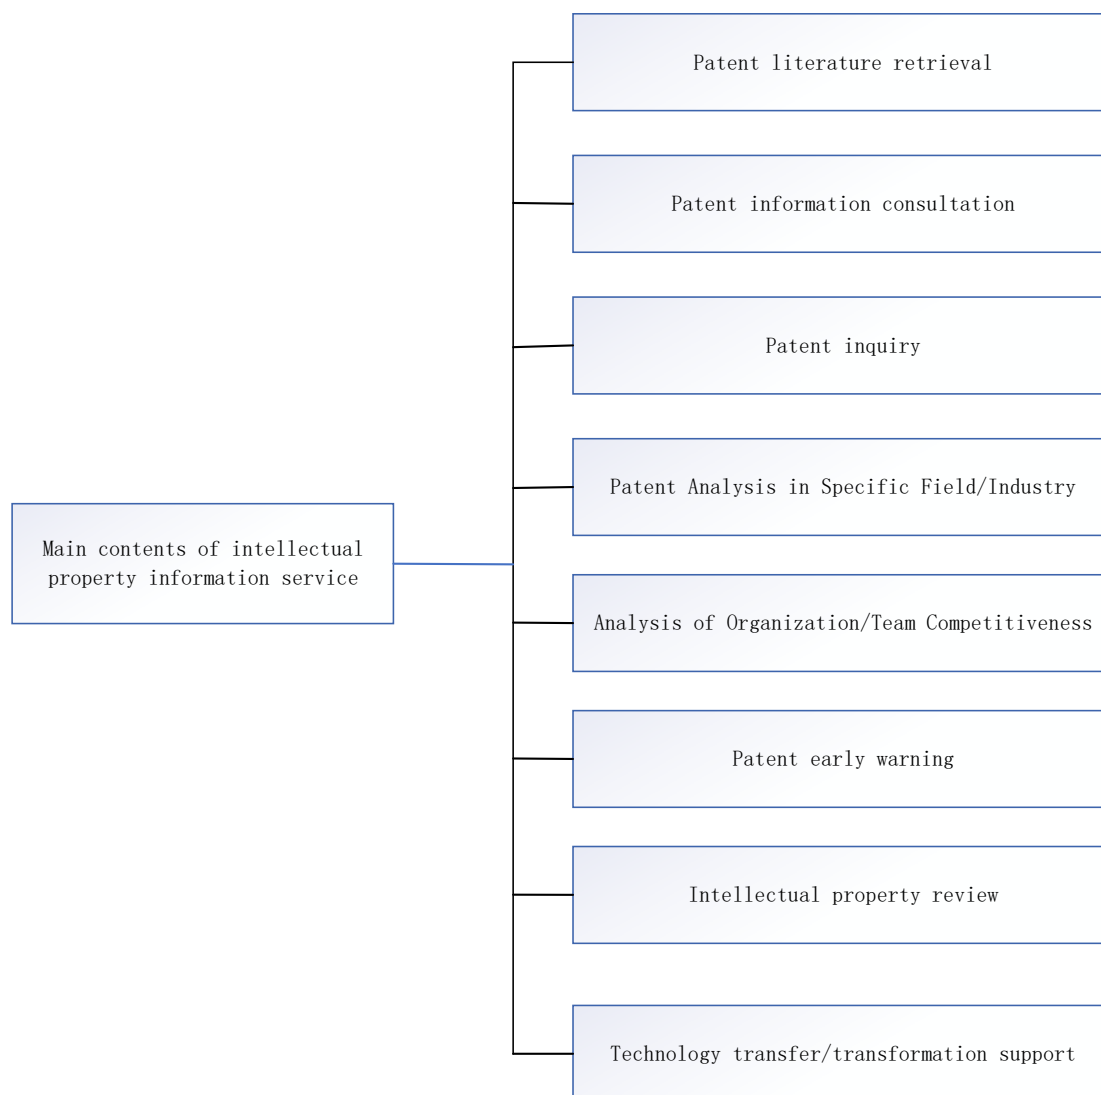 Patent literature retrieval
Patent information consultation
Patent inquiry
Patent Analysis in Specific Field/Industry
Main contents of intellectual
property information service
Analysis of Organization/Team Competitiveness
Patent early warning
Intellectual property review
Technology transfer/transformation support